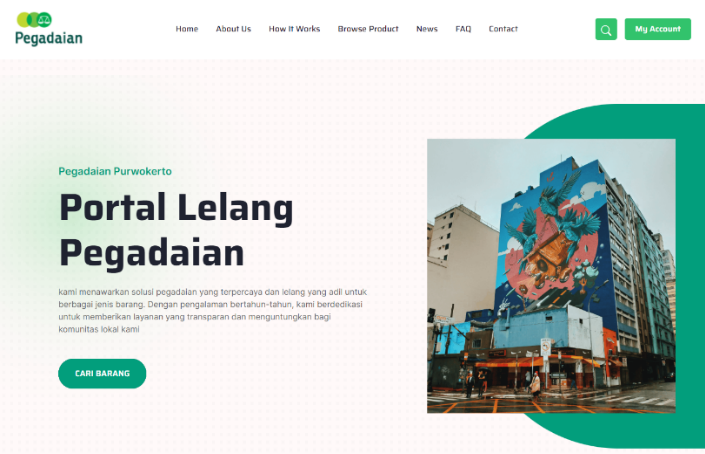 Pegadaian
Home About Us How It Works Browse Product News FAQ Contact
My Account
Pegadaian Purwokerto
Portal Lelang
Pegadaian
kami menawarkan solusi pegadaian yang terpercaya dan lelang yang adil untuk
berbagai jenis barang. Dengan pengalaman bertahun-tahun, kami berdedikasi
untuk memberikan layanan yang transparan dan menguntungkan bagi
komunitas lokal kami
CARI BARANG